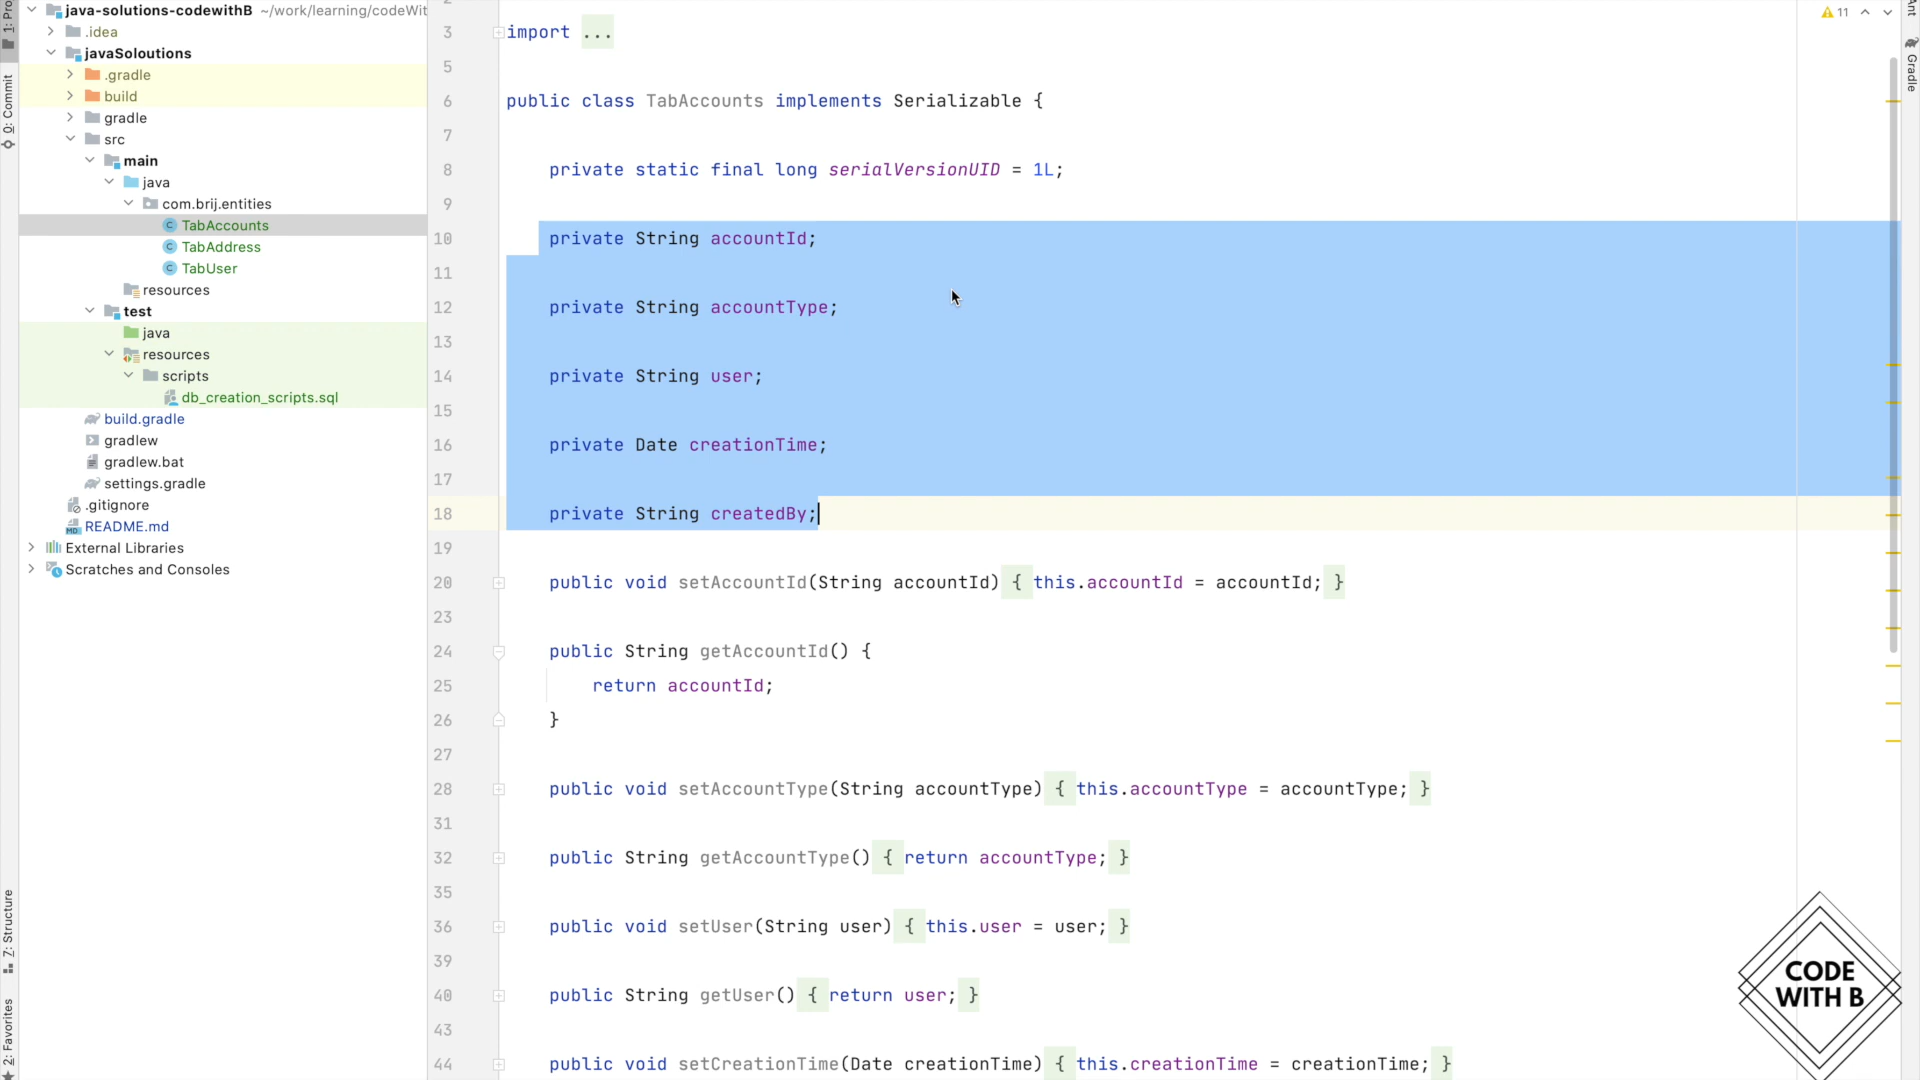 java-solutions-codewithB ~/work/learning/codeWit
.idea
javaSoloutions
.gradle
build
gradle
src
main
java
com.brij.entities
TabAccounts
TabAddress
TabUser
resources
test
java
resources
scripts
db_creation_scripts.sql
build.gradle
gradlew
gradlew.bat
settings.gradle
.gitignore
README.md
External Libraries
Scratches and Consoles
0: Commit
Z: Structure
2: Favorites
3 import ...
5
6 public class TabAccounts implements Serializable {
7
8 private static final long serialVersionUID = 1L;
9
10 private String accountId;
11
12 private String accountType;
13
14 private String user;
15
16 private Date creationTime;
17
18 private String createdBy;
19
20 public void setAccountId(String accountId) { this.accountId = accountId; }
23
24 public String getAccountId() {
25 return accountId;
26 }
27
28 public void setAccountType(String accountType) { this.accountType = accountType; }
31
32 public String getAccountType() { return accountType; }
35
36 public void setUser(String user) { this.user = user; }
39
40 public String getUser() { return user; }
43
44 public void setCreationTime(Date creationTime) { this.creationTime = creationTime; }
11
Ant
Gradle
CODE
WITH B